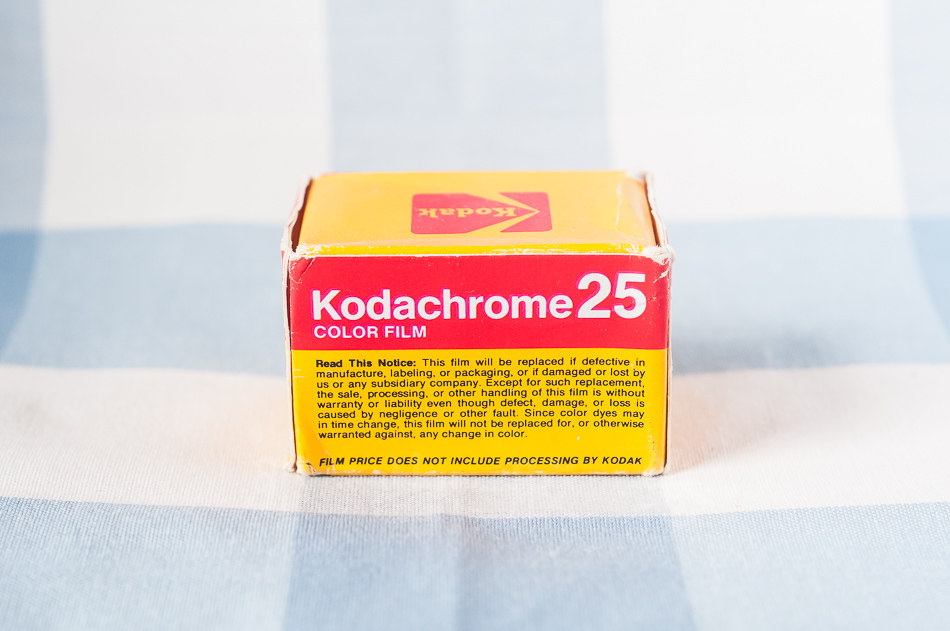 Kodak
Kodachrome 25
COLOR FILM
Read This Notice: This film will be replaced if defective in
manufacture, labeling, or packaging, or if damaged or lost by
us or any subsidiary company. Except for such replacement,
the sale, processing, or other handling of this film is without
warranty or liability even though defect, damage, or loss is
caused by negligence or other fault. Since color dyes may
in time change, this film will not be replaced for, or otherwise
warranted against, any change in color.
FILM PRICE DOES NOT INCLUDE PROCESSING BY KODAK